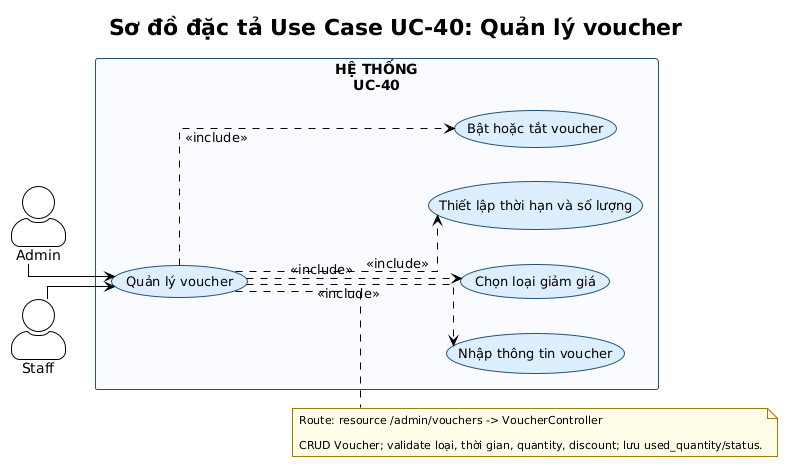 Sơ đồ đặc tả Use Case UC-40: Quản lý voucher
HỆ THỐNG
UC-40
Bật hoặc tắt voucher
«include»
Thiết lập thời hạn và số lượng
Admin
«include»
«include»
Quản lý voucher
Chọn loại giảm giá
«include»
Staff
Nhập thông tin voucher
Route: resource /admin/vouchers -> VoucherController
CRUD Voucher; validate loại, thời gian, quantity, discount; lưu used_quantity/status.